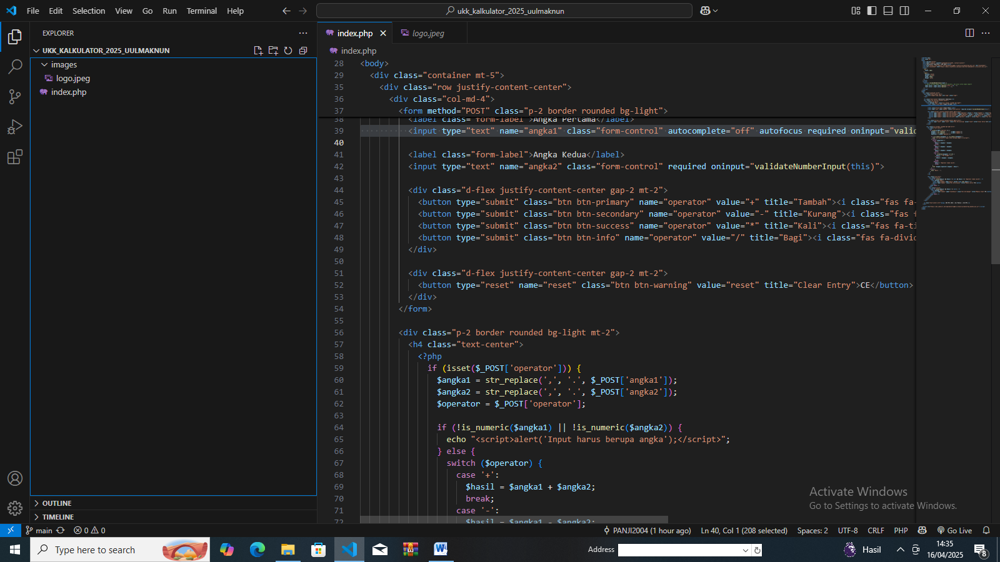 File Edit Selection View Go Run Terminal Help
ukk_kalkulator_2025_uulmaknun
EXPLORER
UKK_KALKULATOR_2025_UULMAKNUN
images
logo.jpeg
index.php
OUTLINE
TIMELINE
index.php
logo.jpeg
index.php
28 <body>
29 <div class="container mt-5">
35 <div class="row justify-content-center">
36 <div class="col-md-4">
37 <form method="POST" class="p-2 border rounded bg-light">
38 <label class="form-label">Angka Pertama</label>
39 <input type="text" name="angka1" class="form-control" autocomplete="off" autofocus required oninput="vali
40
41 <label class="form-label">Angka Kedua</label>
42 <input type="text" name="angka2" class="form-control" required oninput="validateNumberInput(this)">
43
44 <div class="d-flex justify-content-center gap-2 mt-2">
45 <button type="submit" class="btn btn-primary" name="operator" value="+" title="Tambah"><i class="fas fa-
46 <button type="submit" class="btn btn-secondary" name="operator" value="-" title="Kurang"><i class="fas f
47 <button type="submit" class="btn btn-success" name="operator" value="*" title="Kali"><i class="fas fa-ti
48 <button type="submit" class="btn btn-info" name="operator" value="/" title="Bagi"><i class="fas fa-divid
49 </div>
50
51 <div class="d-flex justify-content-center gap-2 mt-2">
52 <button type="reset" name="reset" class="btn btn-warning" value="reset" title="Clear Entry">CE</button>
53 </div>
54 </form>
55
56 <div class="p-2 border rounded bg-light mt-2">
57 <h4 class="text-center">
58 <?php
59 if (isset($_POST['operator'])) {
60 $angka1 = str_replace(',', '.', $_POST['angka1']);
61 $angka2 = str_replace(',', '.', $_POST['angka2']);
62 $operator = $_POST['operator'];
63
64 if (!is_numeric($angka1) || !is_numeric($angka2)) {
65 echo "<script>alert('Input harus berupa angka');</script>";
66 } else {
67 switch ($operator) {
68 case '+':
69 $hasil = $angka1 + $angka2;
70 break;
71 case '-':
72 $hasil = $angka1 - $angka2;
Activate Windows
Go to Settings to activate Windows.
main 0 0
PANJI2004 (1 hour ago) Ln 40, Col 1 (208 selected) Spaces: 2 UTF-8 CRLF PHP Go Live
Type here to search
Address
Hasil
14:35
16/04/2025
8